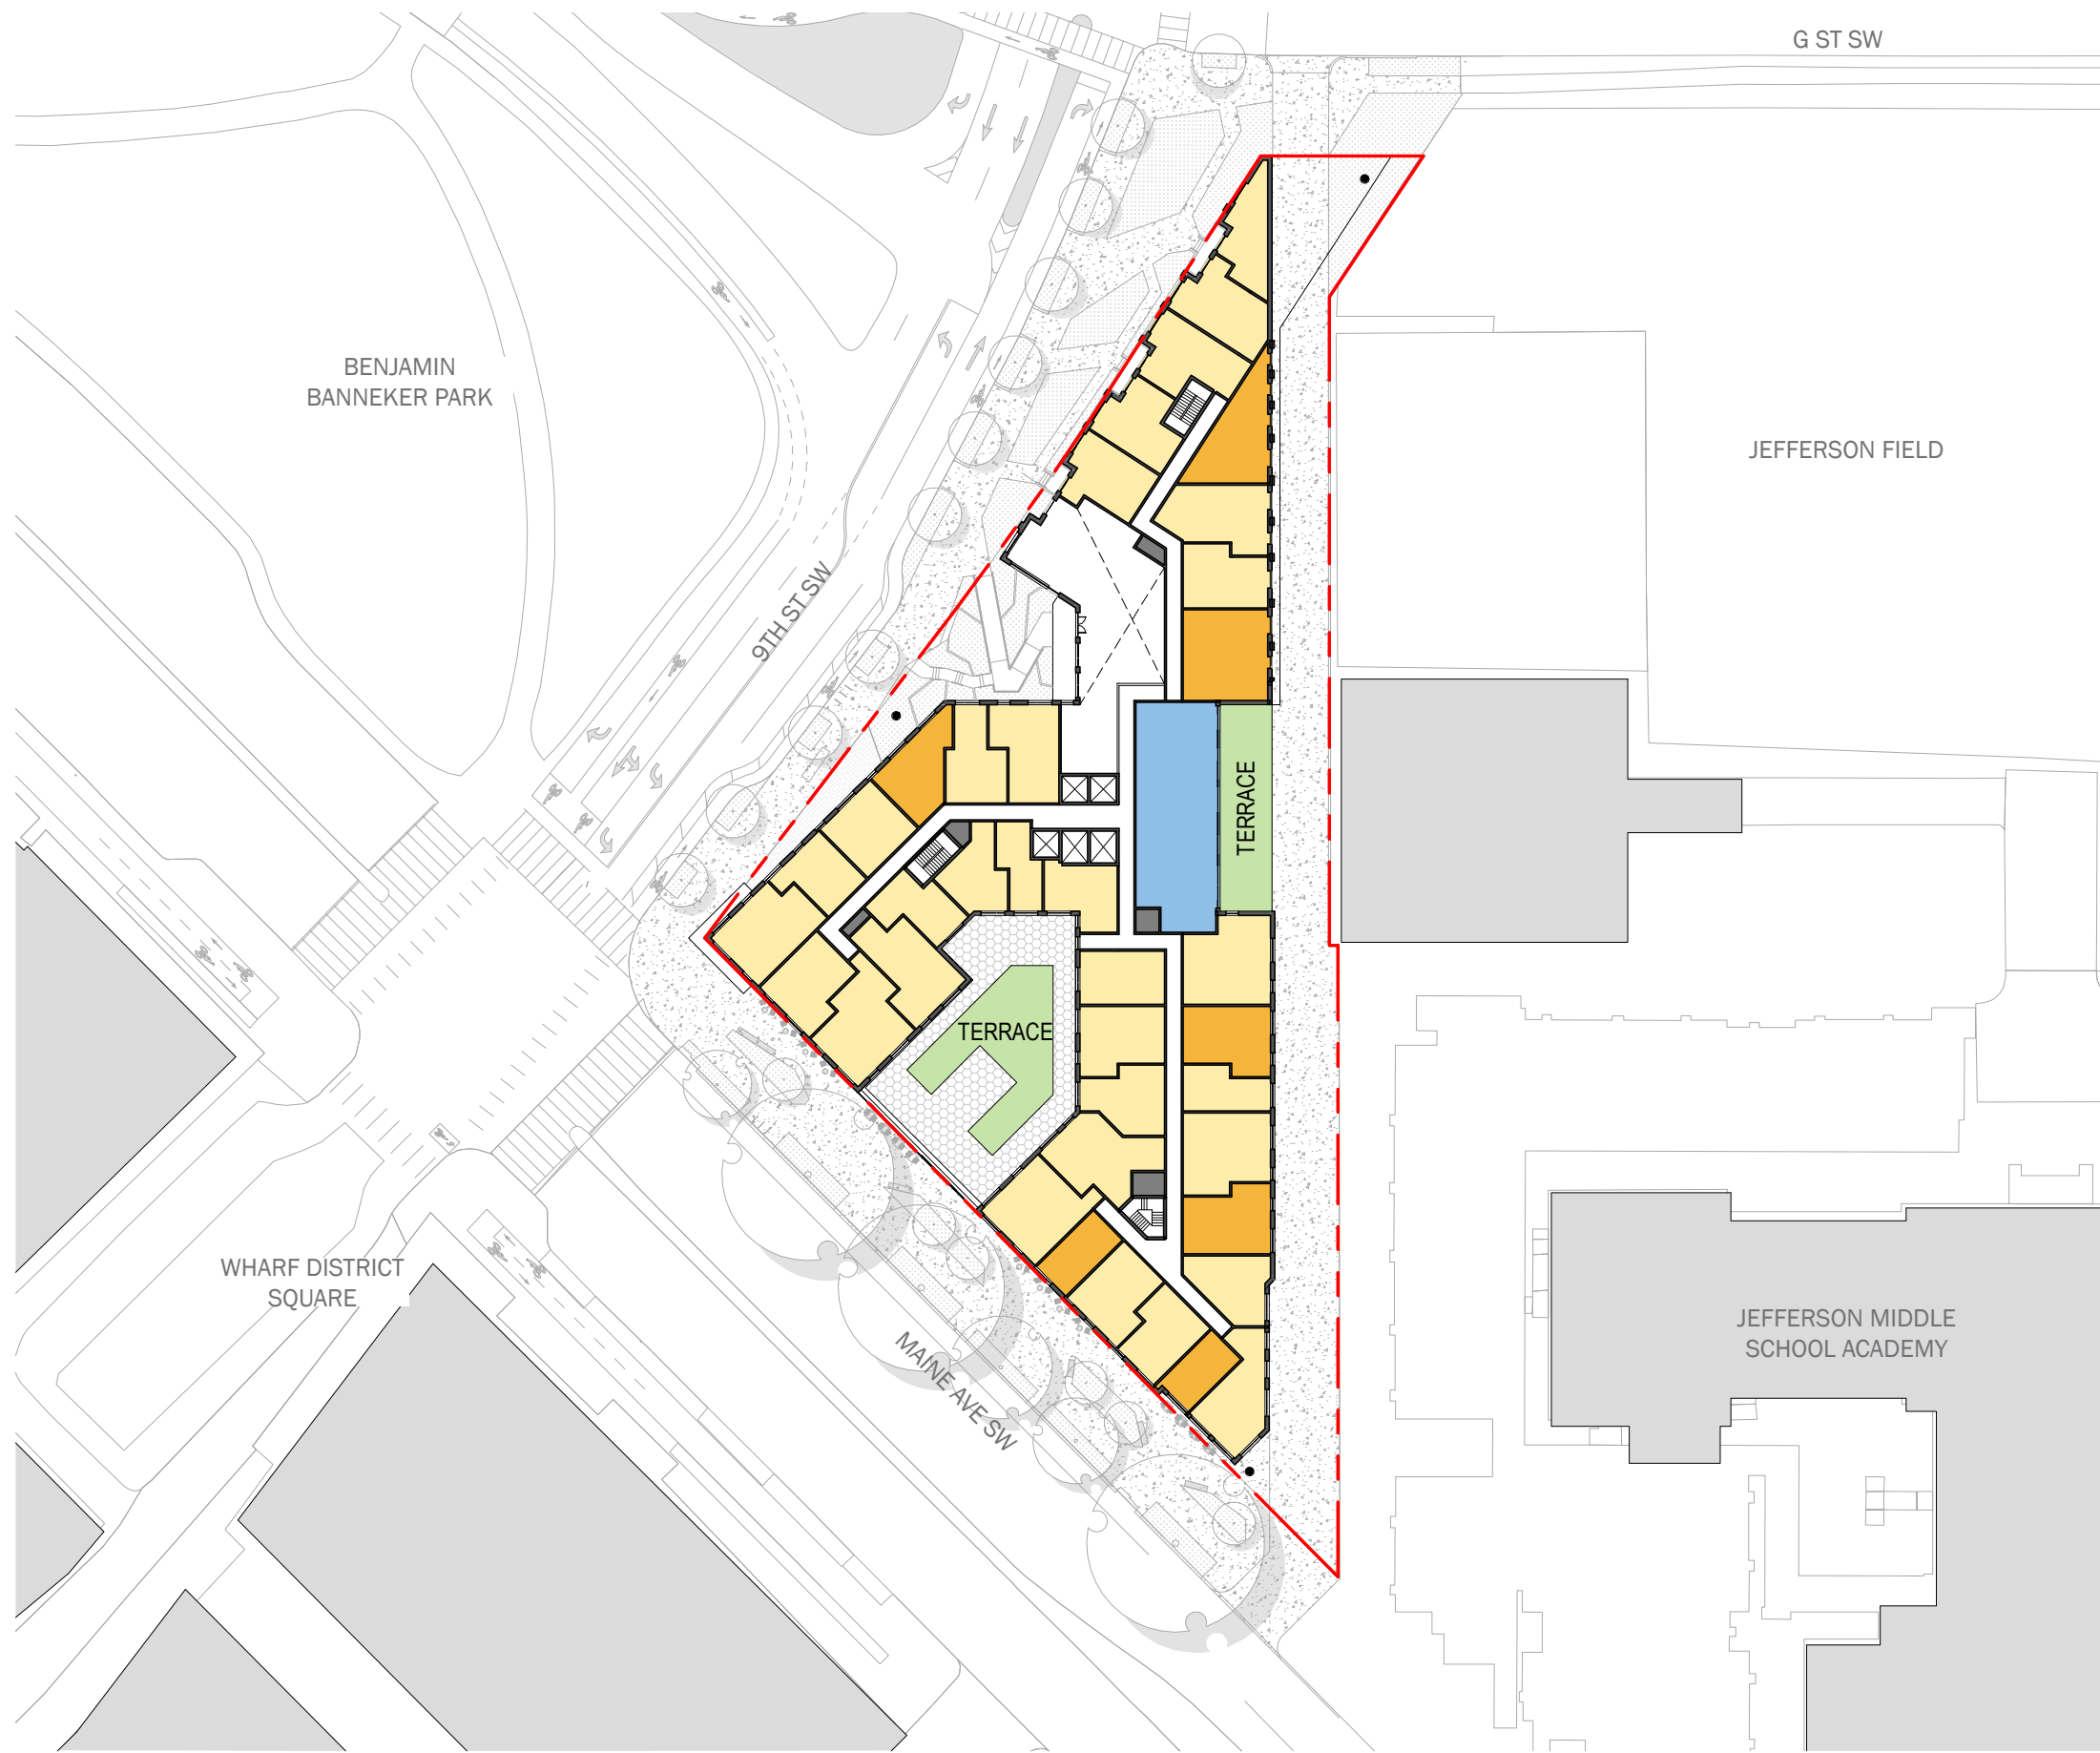 G ST SW
BENJAMIN
BANNEKER PARK
JEFFERSON FIELD
9TH ST SW
TERRACE
TERRACE
WHARF DISTRICT
SQUARE
MAINE AVE SW
JEFFERSON MIDDLE
SCHOOL ACADEMY